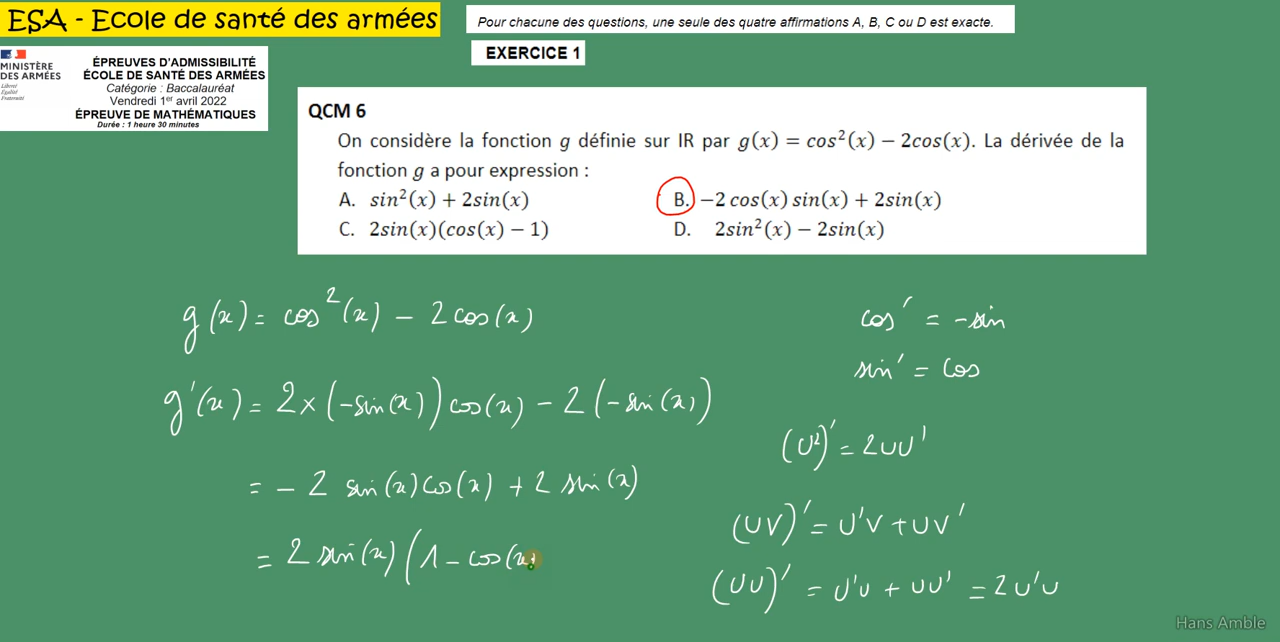 ESA - Ecole de santé des armées
Pour chacune des questions, une seule des quatre affirmations A, B, C ou D est exacte.
EXERCICE 1
MINISTÈRE
DES ARMÉES
Liberté
Égalité
Fraternité
ÉPREUVES D'ADMISSIBILITÉ
ÉCOLE DE SANTÉ DES ARMÉES
Catégorie : Baccalauréat
Vendredi 1er avril 2022
ÉPREUVE DE MATHÉMATIQUES
Durée : 1 heure 30 minutes
QCM 6
On considère la fonction g définie sur IR par g(x) = cos²(x) − 2cos(x). La dérivée de la
fonction g a pour expression :
A. sin²(x) + 2sin(x)
B. −2 cos(x) sin(x) + 2sin(x)
C. 2sin(x)(cos(x) − 1)
D. 2sin²(x) − 2sin(x)
g(x) = cos²(x) − 2 cos(x)
g'(x) = 2 × (−sin(x)) cos(x) − 2 (−sin(x))
= − 2 sin(x) cos(x) + 2 sin(x)
= 2 sin(x) (1 − cos(x)
cos' = −sin
sin' = cos
(U²)' = 2UU'
(UV)' = U'V + UV'
(UU)' = U'U + UU' = 2U'U
Hans Amble